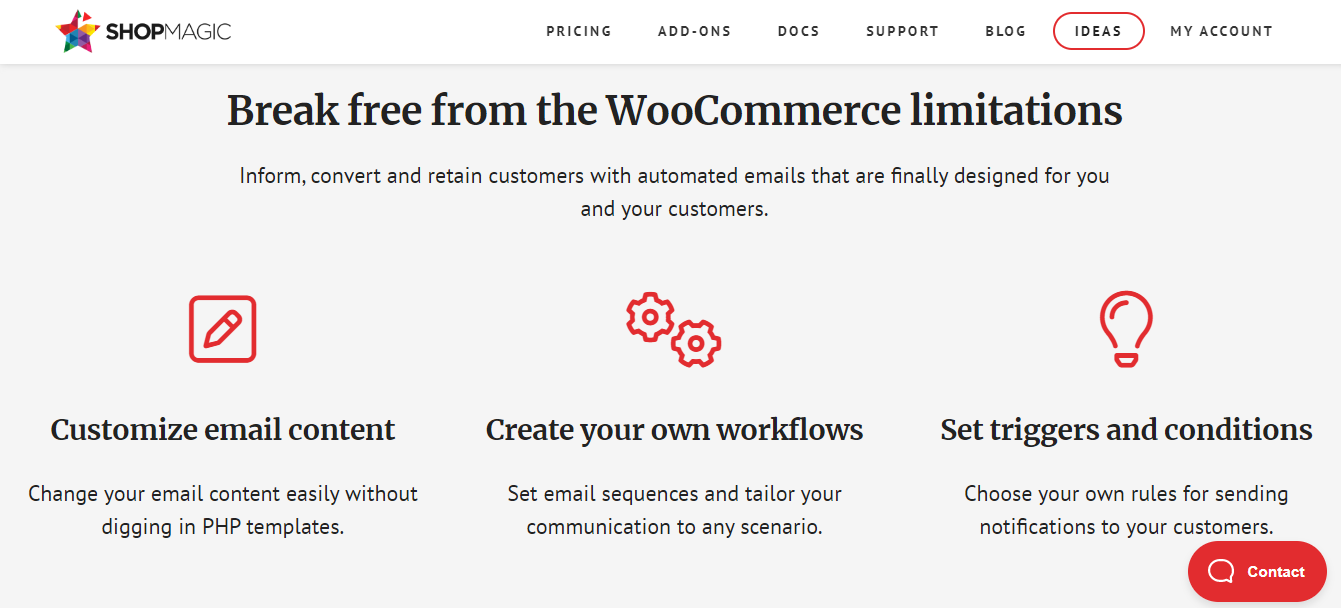 SHOPMAGIC PRICING ADD-ONS DOCS SUPPORT BLOG IDEAS MY ACCOUNT
Break free from the WooCommerce limitations
Inform, convert and retain customers with automated emails that are finally designed for you
and your customers.
Customize email content
Change your email content easily without
digging in PHP templates.
Create your own workflows
Set email sequences and tailor your
communication to any scenario.
Set triggers and conditions
Choose your own rules for sending
notifications to your customers.
Contact